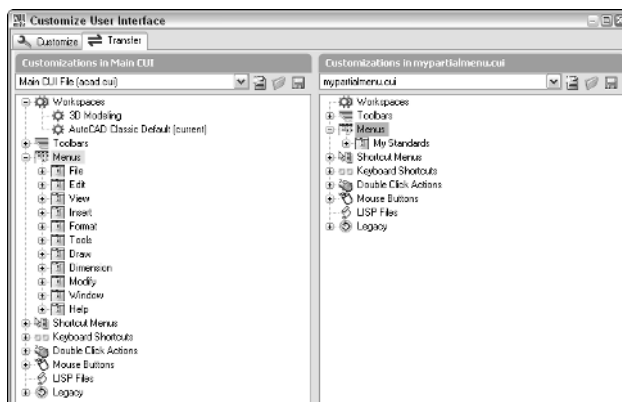 Customize User Interface
Customize
Transfer
Customizations in Main CUI
Main CUI File (acad.cui)
Workspaces
3D Modeling
AutoCAD Classic Default (current)
Toolbars
Menus
File
Edit
View
Insert
Format
Tools
Draw
Dimension
Modify
Window
Help
Shortcut Menus
Keyboard Shortcuts
Double Click Actions
Mouse Buttons
LISP Files
Legacy
Customizations in mypartialmenu.cui
mypartialmenu.cui
Workspaces
Toolbars
Menus
My Standards
Shortcut Menus
Keyboard Shortcuts
Double Click Actions
Mouse Buttons
LISP Files
Legacy